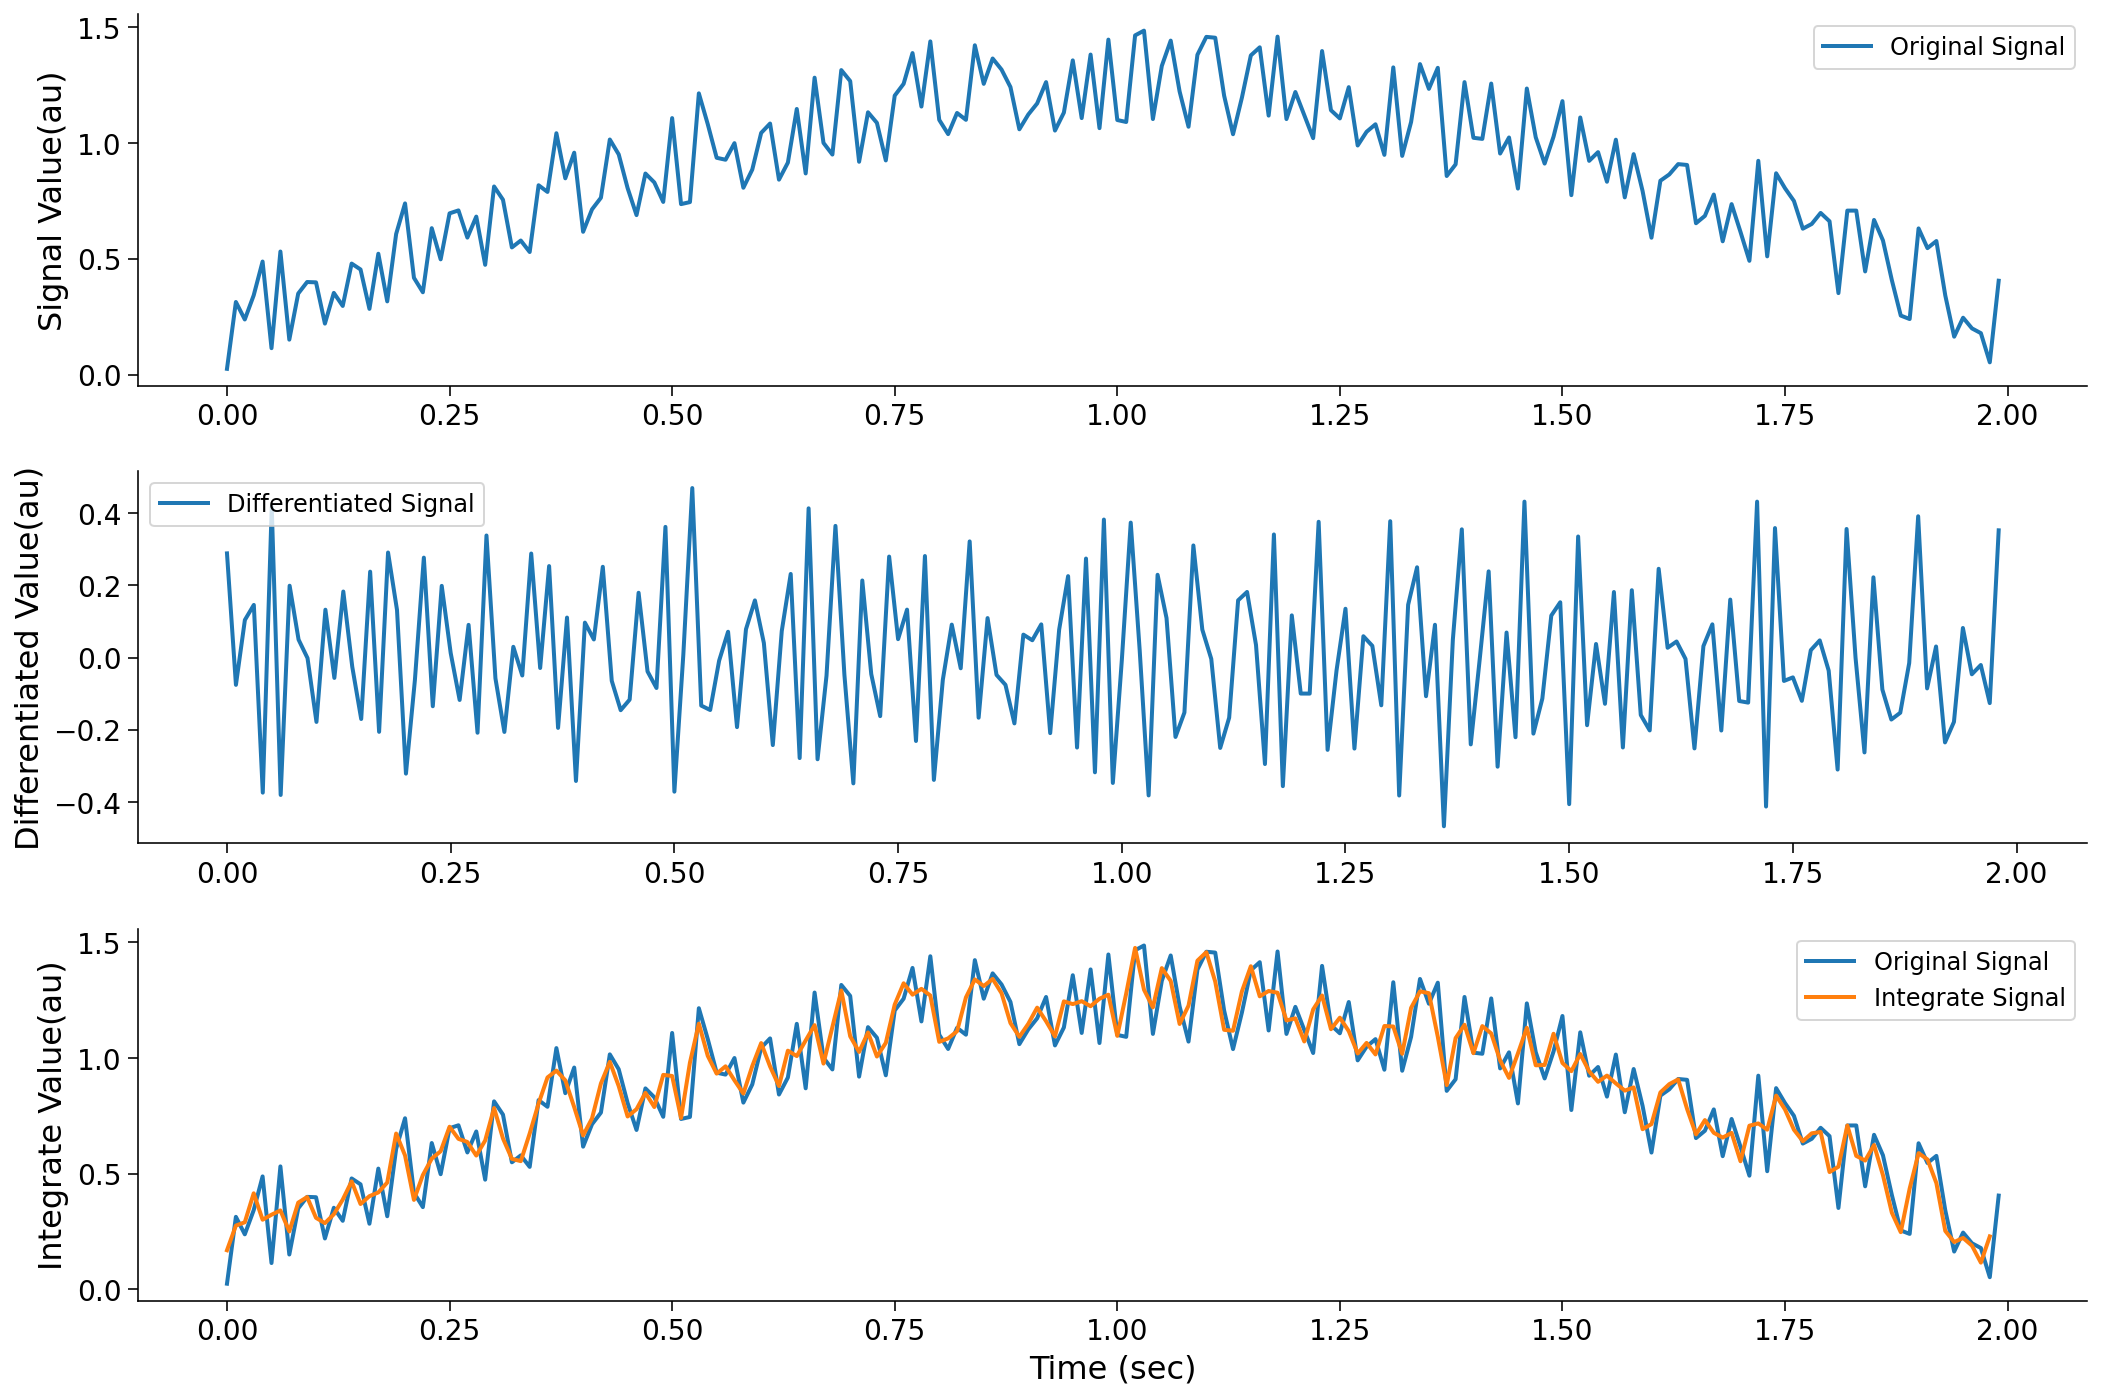 Signal Value(au)
1.5
1.0
0.5
0.0
Original Signal
0.00 0.25 0.50 0.75 1.00 1.25 1.50 1.75 2.00
Differentiated Value(au)
0.4
0.2
0.0
−0.2
−0.4
Differentiated Signal
0.00 0.25 0.50 0.75 1.00 1.25 1.50 1.75 2.00
Integrate Value(au)
1.5
1.0
0.5
0.0
Original Signal
Integrate Signal
0.00 0.25 0.50 0.75 1.00 1.25 1.50 1.75 2.00
Time (sec)